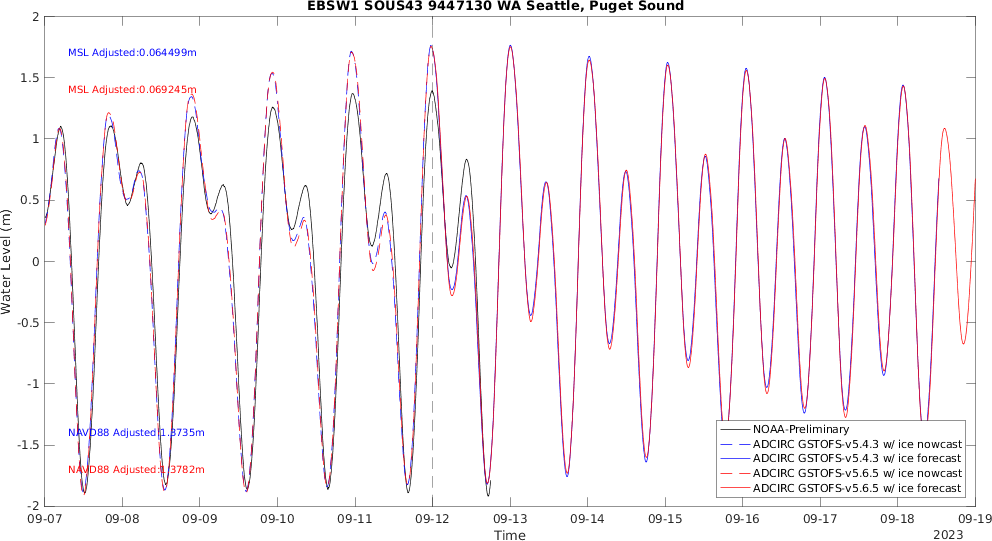 EBSW1 SOUS43 9447130 WA Seattle, Puget Sound
2
1.5
1
0.5
0
-0.5
-1
-1.5
-2
Water Level (m)
MSL Adjusted:0.064499m
MSL Adjusted:0.069245m
NAVD88 Adjusted:1.3735m
NAVD88 Adjusted:1.3782m
NOAA-Preliminary
ADCIRC GSTOFS-v5.4.3 w/ ice nowcast
ADCIRC GSTOFS-v5.4.3 w/ ice forecast
ADCIRC GSTOFS-v5.6.5 w/ ice nowcast
ADCIRC GSTOFS-v5.6.5 w/ ice forecast
09-07 09-08 09-09 09-10 09-11 09-12 09-13 09-14 09-15 09-16 09-17 09-18 09-19
Time
2023